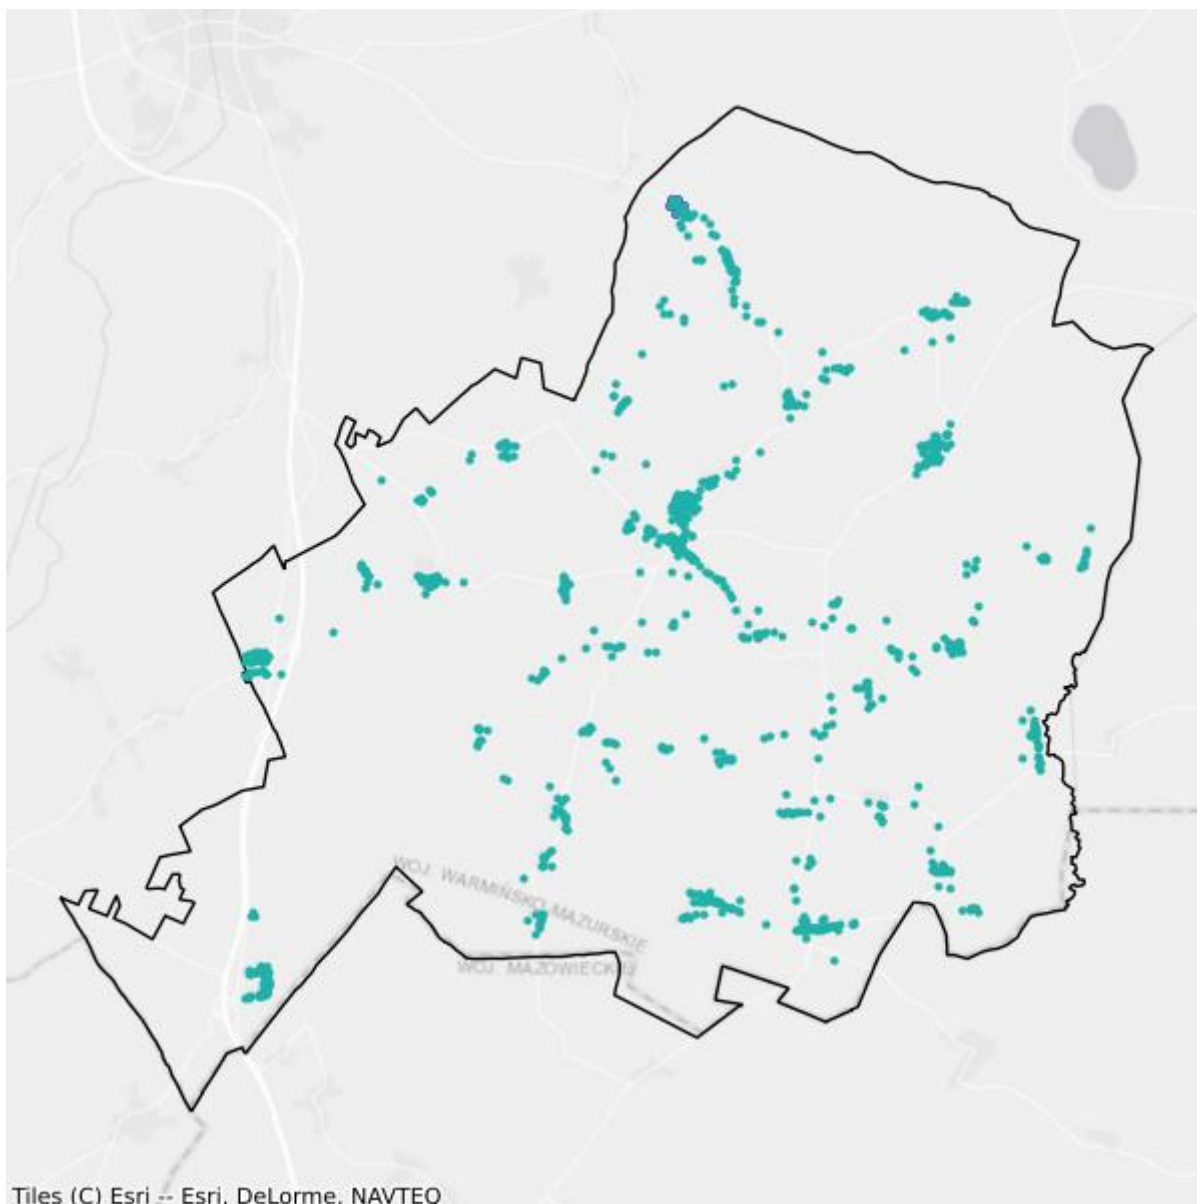 WOJ. WARMIŃSKO-MAZURSKIE
WOJ. MAZOWIECKIE
Tiles (C) Esri -- Esri, DeLorme, NAVTEQ